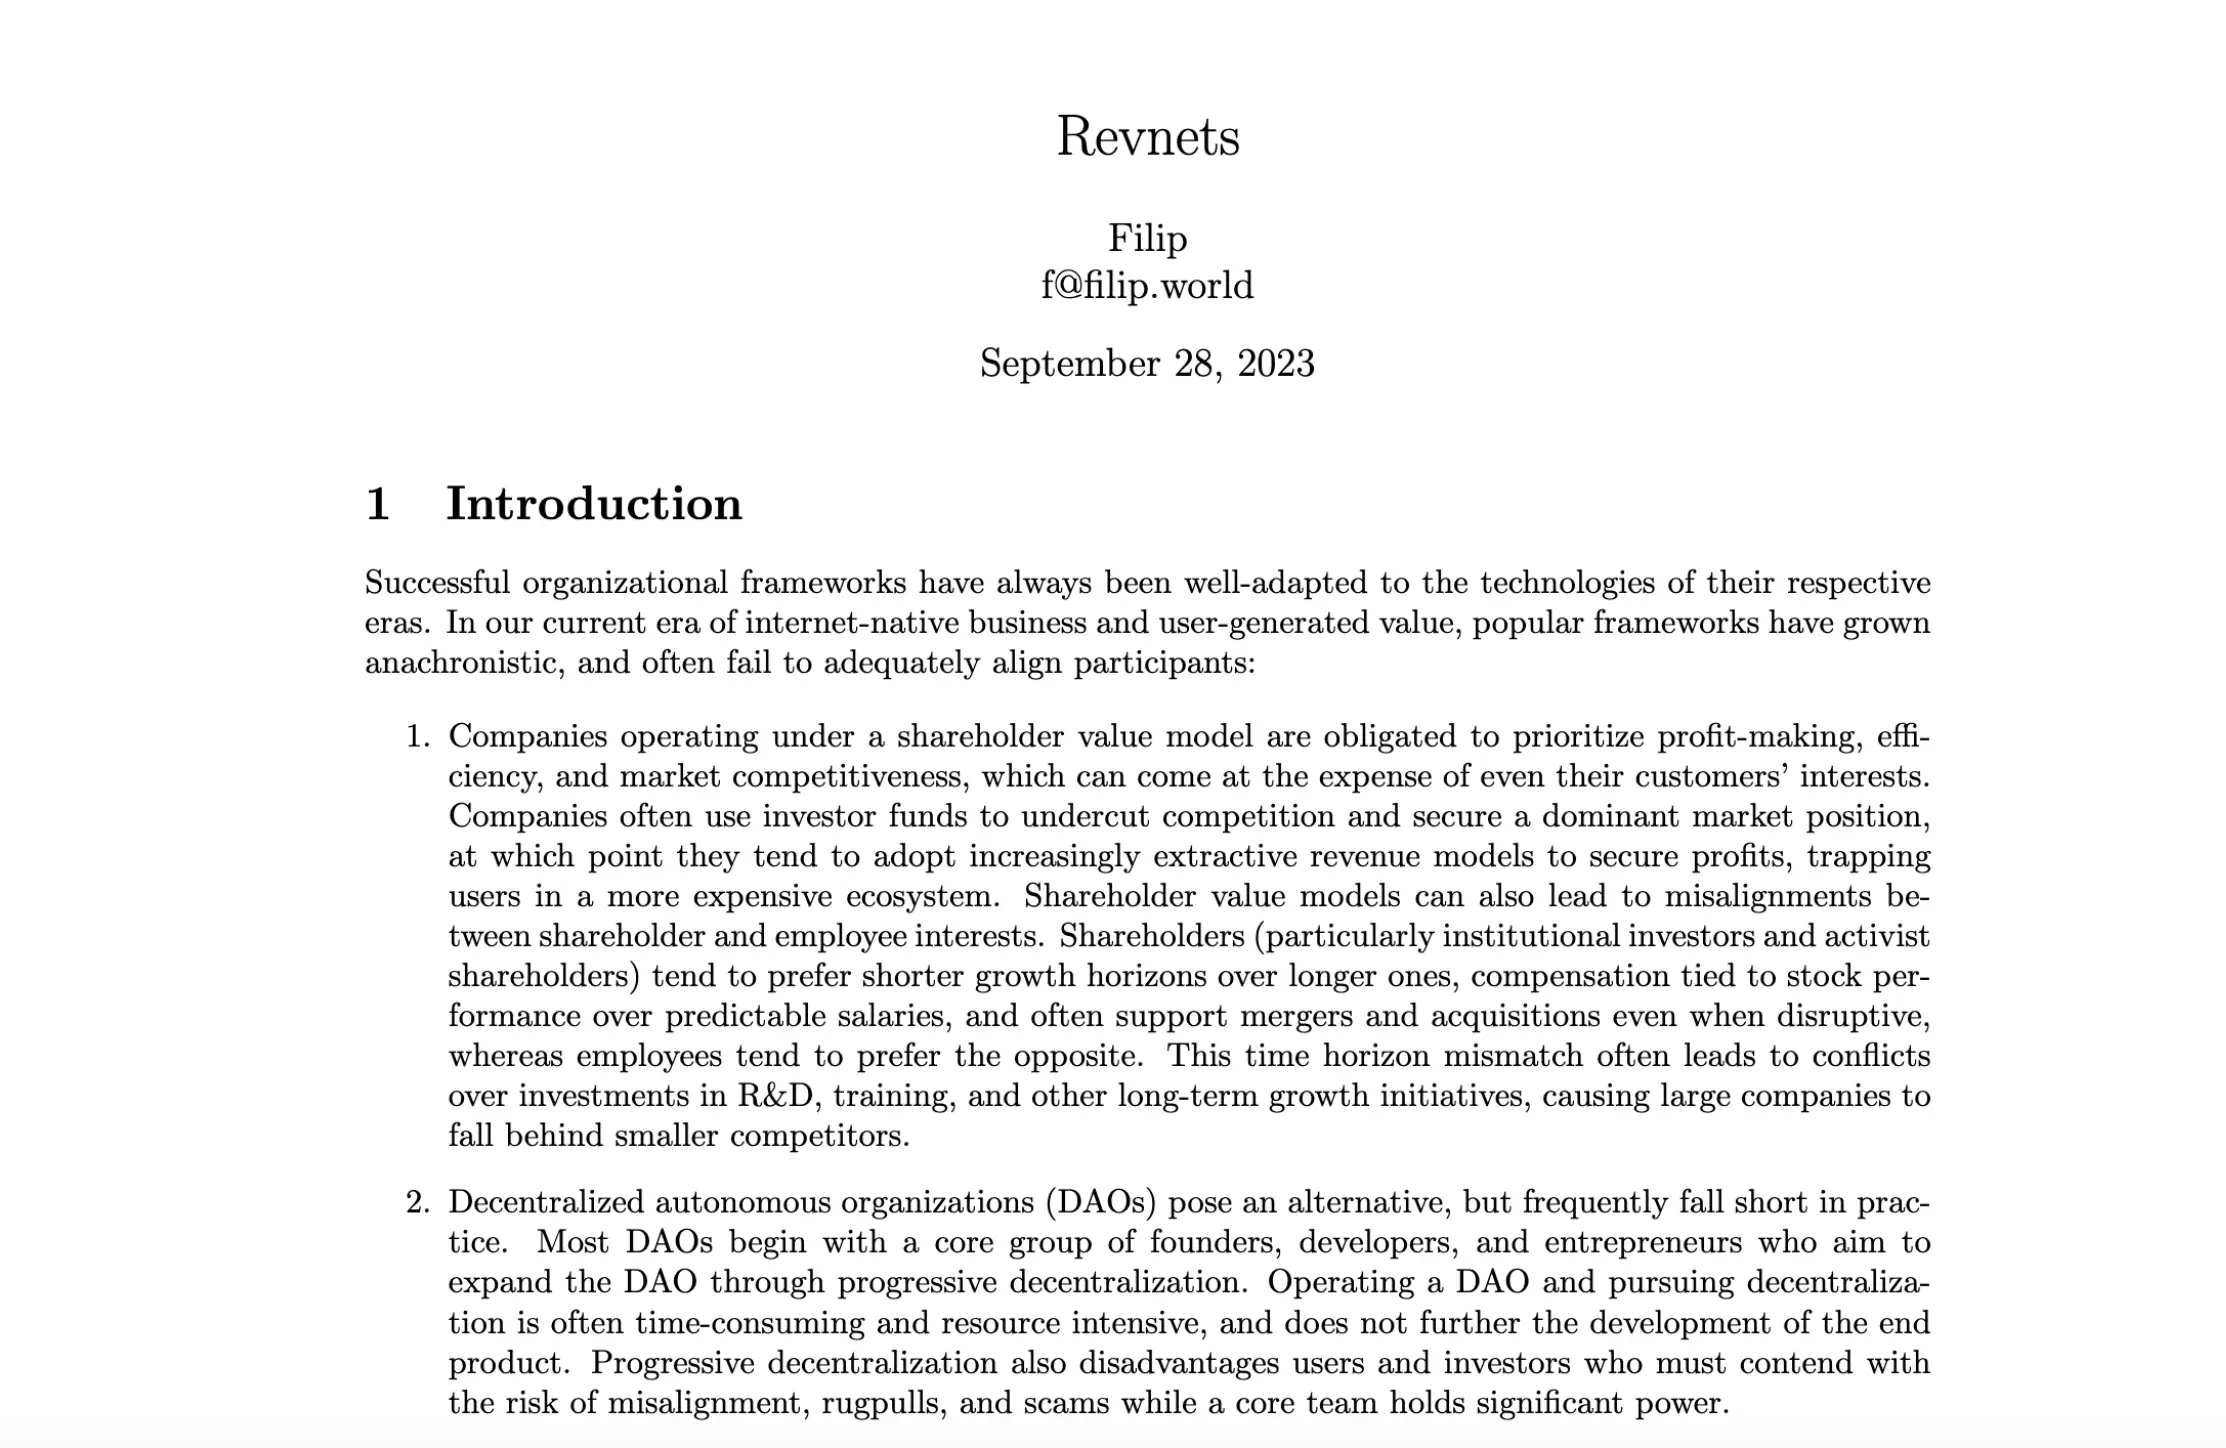 Revnets
Filip
f@filip.world
September 28, 2023
1 Introduction
Successful organizational frameworks have always been well-adapted to the technologies of their respective
eras. In our current era of internet-native business and user-generated value, popular frameworks have grown
anachronistic, and often fail to adequately align participants:
1. Companies operating under a shareholder value model are obligated to prioritize profit-making, effi-
ciency, and market competitiveness, which can come at the expense of even their customers’ interests.
Companies often use investor funds to undercut competition and secure a dominant market position,
at which point they tend to adopt increasingly extractive revenue models to secure profits, trapping
users in a more expensive ecosystem. Shareholder value models can also lead to misalignments be-
tween shareholder and employee interests. Shareholders (particularly institutional investors and activist
shareholders) tend to prefer shorter growth horizons over longer ones, compensation tied to stock per-
formance over predictable salaries, and often support mergers and acquisitions even when disruptive,
whereas employees tend to prefer the opposite. This time horizon mismatch often leads to conflicts
over investments in R&D, training, and other long-term growth initiatives, causing large companies to
fall behind smaller competitors.
2. Decentralized autonomous organizations (DAOs) pose an alternative, but frequently fall short in prac-
tice. Most DAOs begin with a core group of founders, developers, and entrepreneurs who aim to
expand the DAO through progressive decentralization. Operating a DAO and pursuing decentraliza-
tion is often time-consuming and resource intensive, and does not further the development of the end
product. Progressive decentralization also disadvantages users and investors who must contend with
the risk of misalignment, rugpulls, and scams while a core team holds significant power.